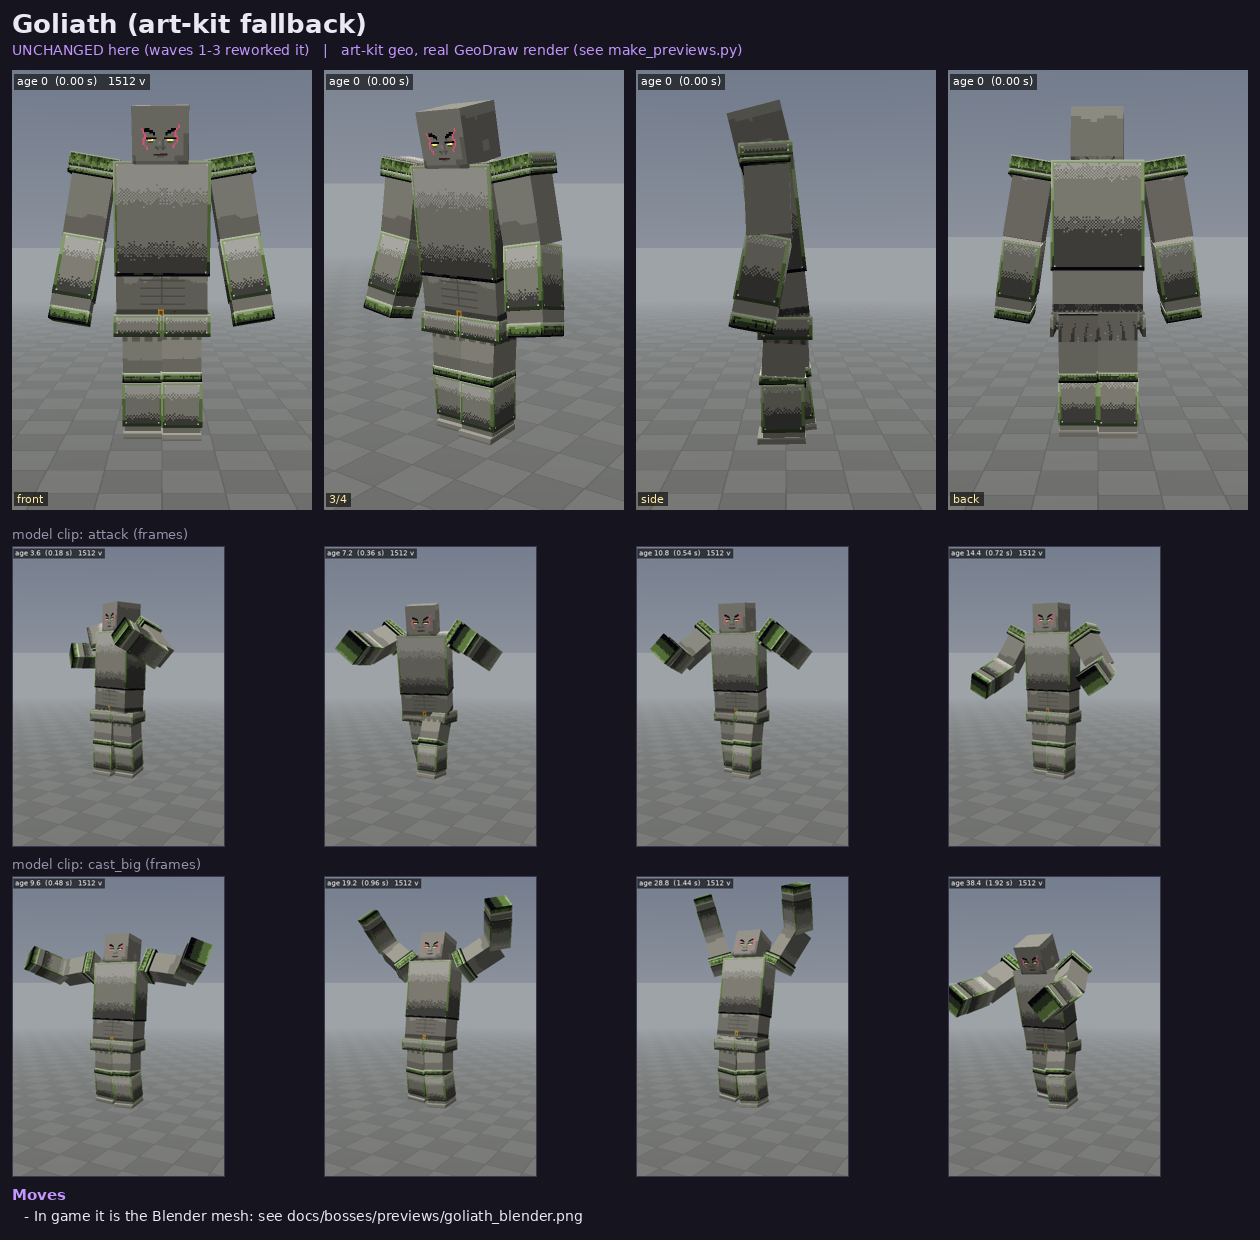 Goliath (art-kit fallback)
UNCHANGED here (waves 1-3 reworked it)   |   art-kit geo, real GeoDraw render (see make_previews.py)
age 0  (0.00 s)   1512 v
age 0  (0.00 s)
age 0  (0.00 s)
age 0  (0.00 s)
front
3/4
side
back
model clip: attack (frames)
age 3.6  (0.18 s)   1512 v
age 7.2  (0.36 s)   1512 v
age 10.8  (0.54 s)   1512 v
age 14.4  (0.72 s)   1512 v
model clip: cast_big (frames)
age 9.6  (0.48 s)   1512 v
age 19.2  (0.96 s)   1512 v
age 28.8  (1.44 s)   1512 v
age 38.4  (1.92 s)   1512 v
Moves
- In game it is the Blender mesh: see docs/bosses/previews/goliath_blender.png